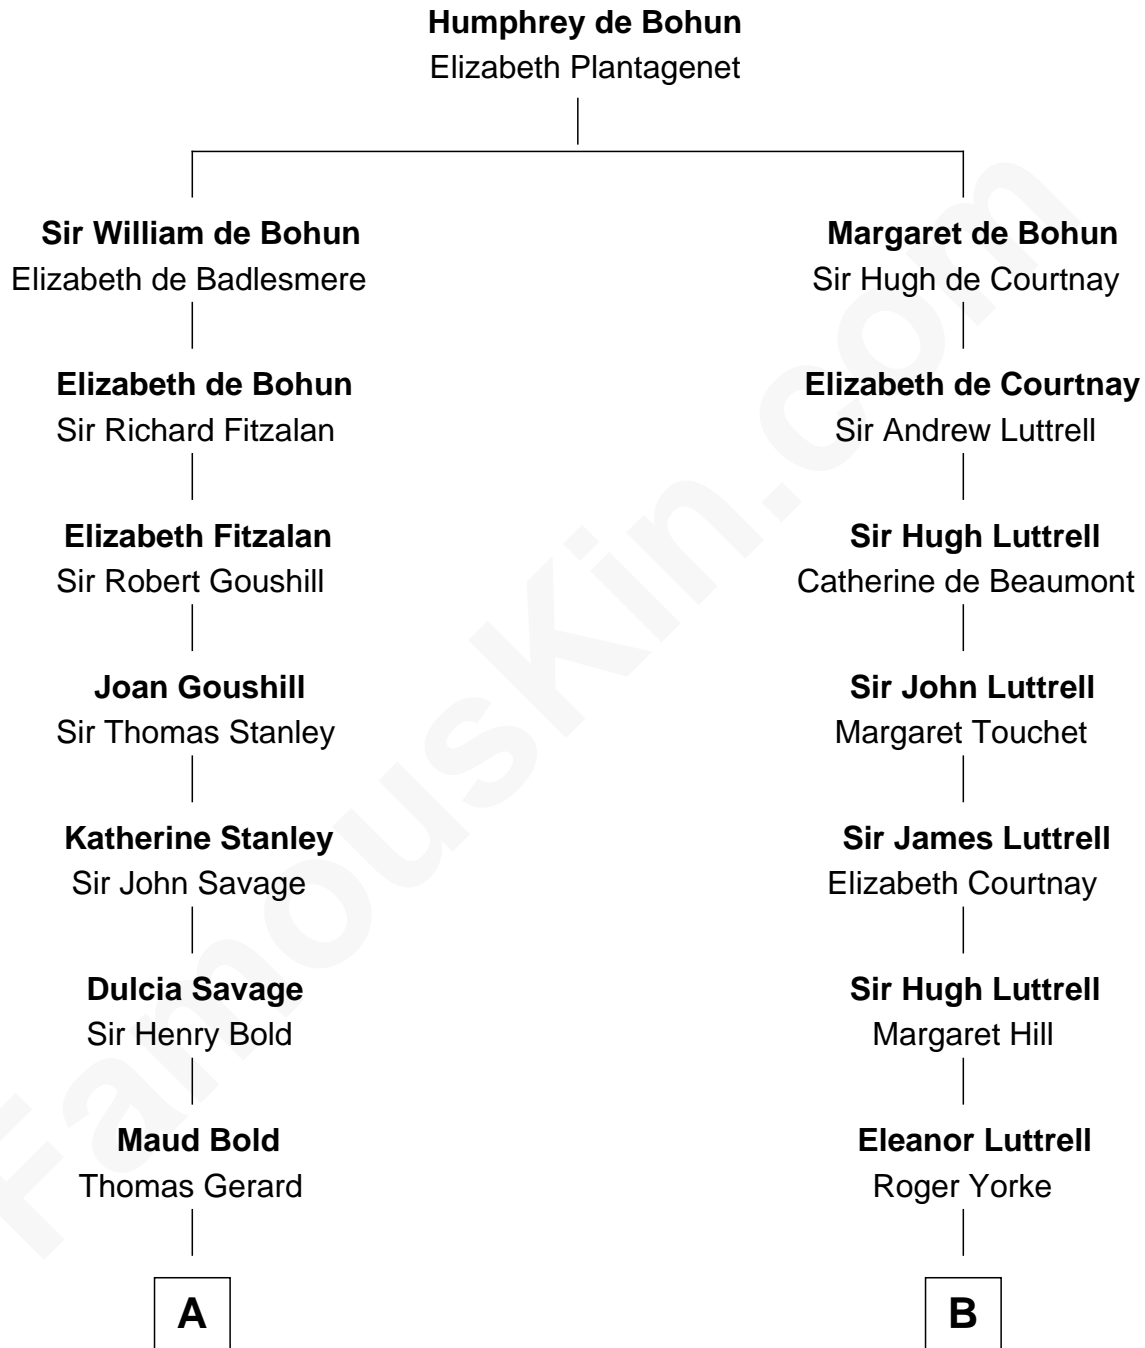 Humphrey de Bohun
Elizabeth Plantagenet
Sir William de Bohun
Elizabeth de Badlesmere
Margaret de Bohun
Sir Hugh de Courtnay
Elizabeth de Bohun
Sir Richard Fitzalan
Elizabeth de Courtnay
Sir Andrew Luttrell
Elizabeth Fitzalan
Sir Robert Goushill
Sir Hugh Luttrell
Catherine de Beaumont
Joan Goushill
Sir Thomas Stanley
Sir John Luttrell
Margaret Touchet
Katherine Stanley
Sir John Savage
Sir James Luttrell
Elizabeth Courtnay
Dulcia Savage
Sir Henry Bold
Sir Hugh Luttrell
Margaret Hill
Maud Bold
Thomas Gerard
Eleanor Luttrell
Roger Yorke
A
B
FamousKin.com